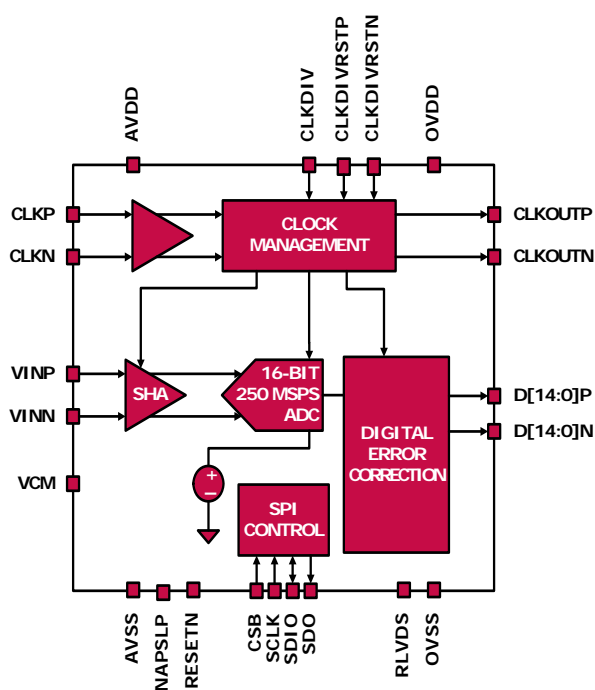 AVDD
CLKDIV
CLKDIVRSTP
CLKDIVRSTN
OVDD
CLKP
CLKN
CLOCK
MANAGEMENT
CLKOUTP
CLKOUTN
VINP
VINN
SHA
16-BIT
250 MSPS
ADC
DIGITAL
ERROR
CORRECTION
D[14:0]P
D[14:0]N
VCM
+
–
SPI
CONTROL
AVSS
NAPSLP
RESETN
CSB
SCLK
SDIO
SDO
RLVDS
OVSS